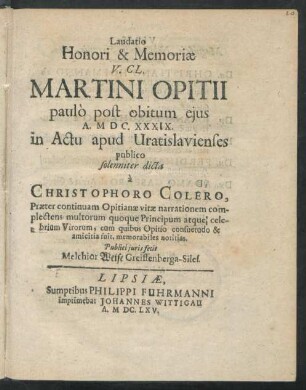 Laudatio
Honori & Memoriæ
V. CL.
MARTINI OPITII
paulò post obitum ejus
A. M DC. XXXIX.
in Actu apud Uratislavienses
publico
solenniter dicta
à
CHRISTOPHORO COLERO,
Præter continuam Opitianæ vitæ narrationem com-
plectens multorum quoque Principum atque, cele-
brium Virorum, cum quibus Opitio consuetudo &
amicitia fuit, memorabiles notitias.
Publici juris fecit
Melchior Weise Greiffenberga-Siles.
LIPSIÆ,
Sumptibus PHILIPPI FUHRMANNI
imprimebat JOHANNES WITTIGAU
A. M DC. LXV.